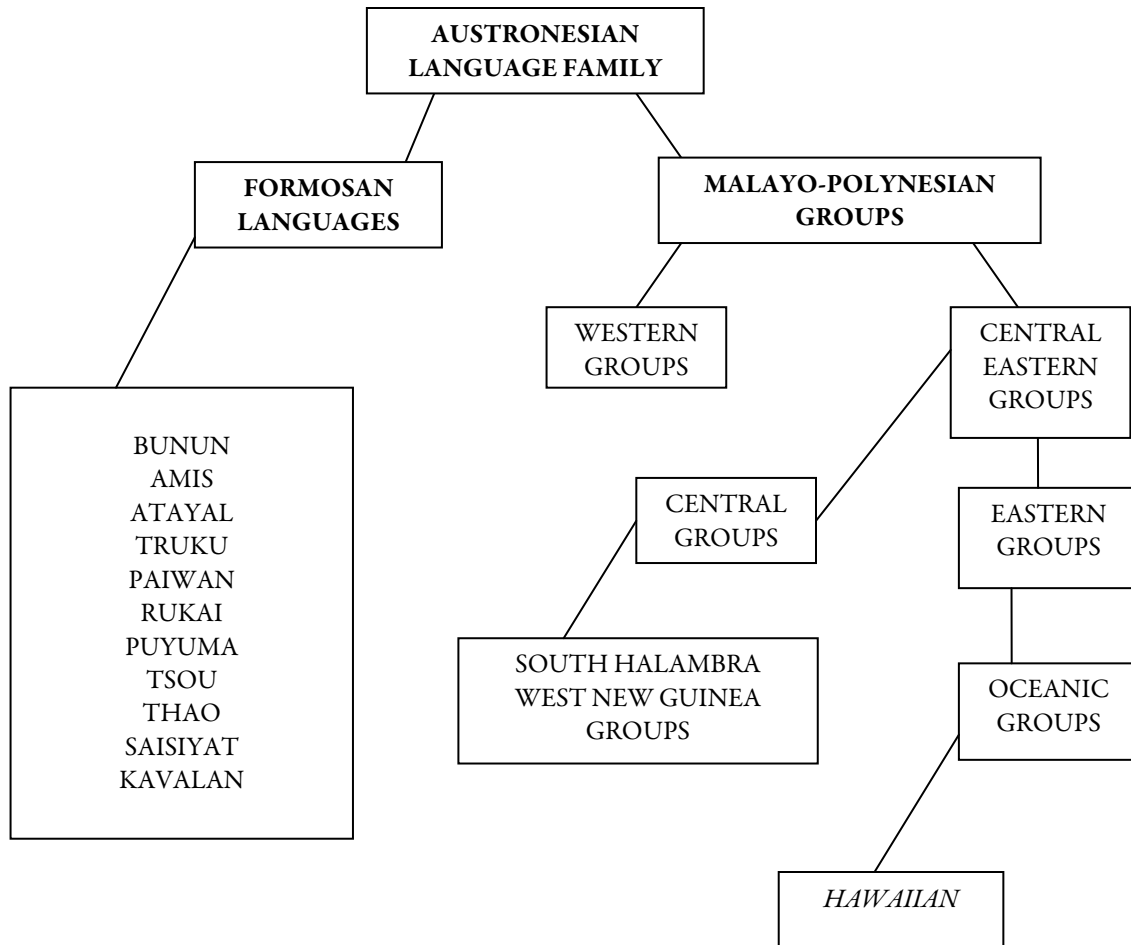 AUSTRONESIAN
LANGUAGE FAMILY
FORMOSAN
LANGUAGES
MALAYO-POLYNESIAN
GROUPS
WESTERN
GROUPS
CENTRAL
EASTERN
GROUPS
BUNUN
AMIS
ATAYAL
TRUKU
PAIWAN
RUKAI
PUYUMA
TSOU
THAO
SAISIYAT
KAVALAN
CENTRAL
GROUPS
EASTERN
GROUPS
SOUTH HALAMBRA
WEST NEW GUINEA
GROUPS
OCEANIC
GROUPS
HAWAIIAN